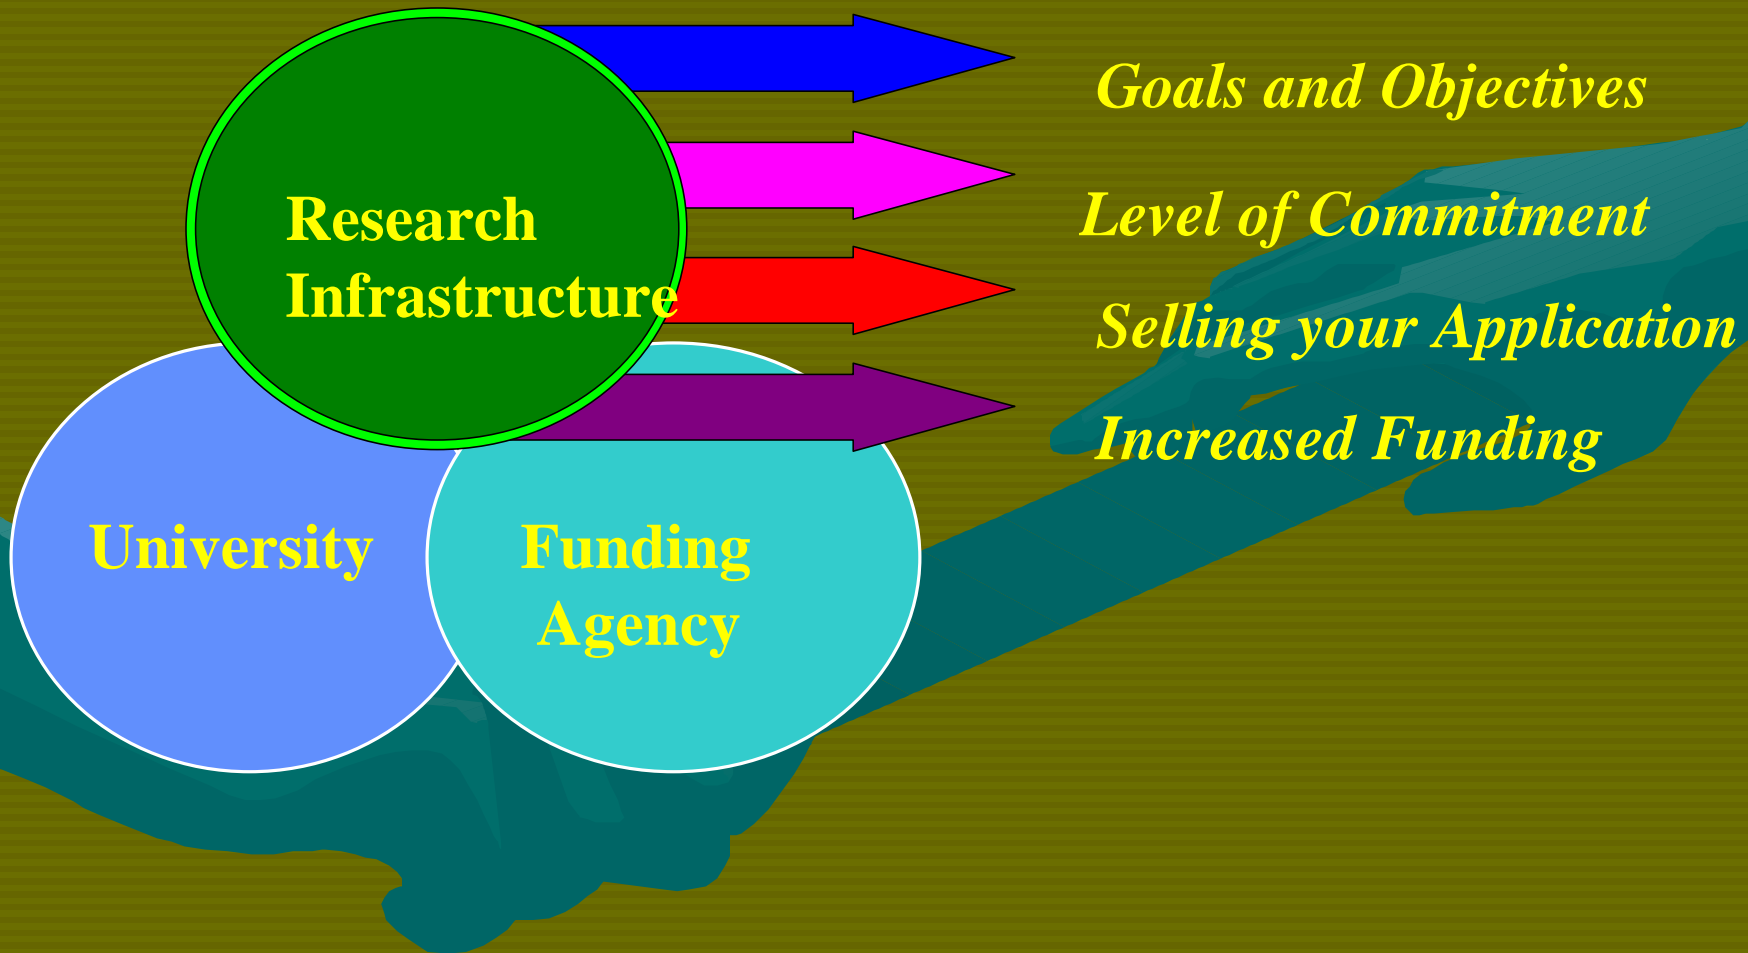 Research
Infrastructure
University
Funding
Agency
Goals and Objectives
Level of Commitment
Selling your Application
Increased Funding